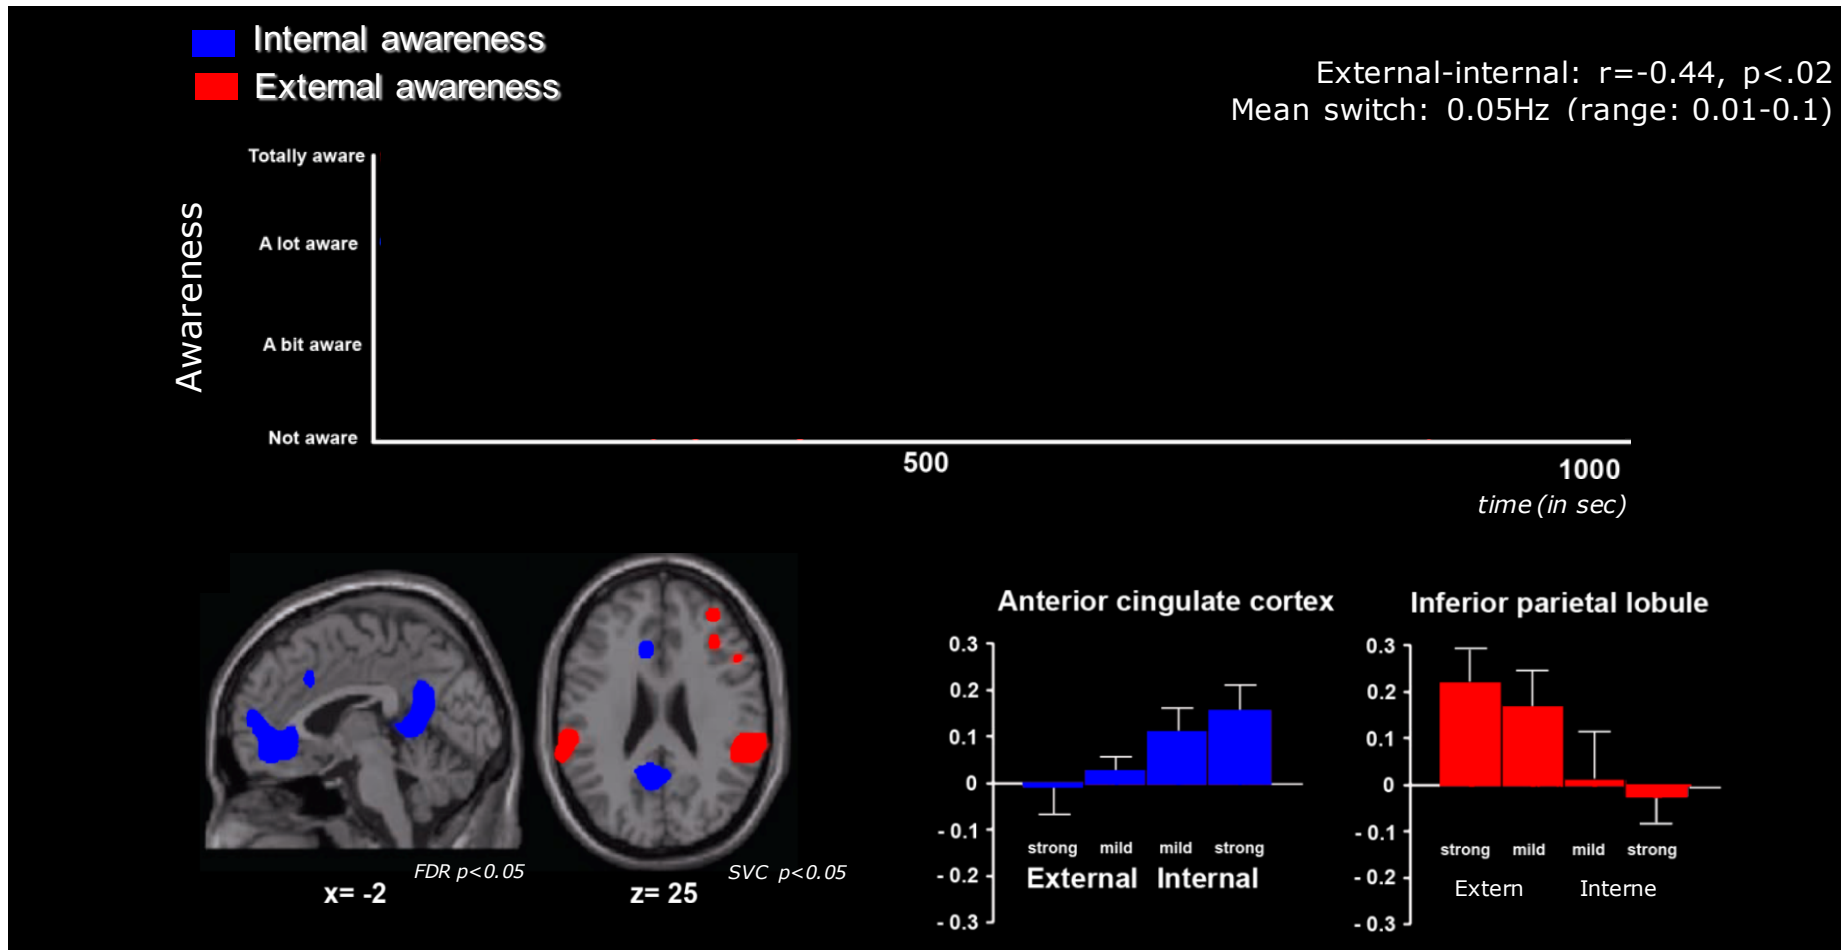 Internal awareness
External awareness
External-internal: r=-0.44, p<.02
Mean switch: 0.05Hz (range: 0.01-0.1)
Awareness
Totally aware
A lot aware
A bit aware
Not aware
500
1000
time (in sec)
FDR p<0.05
x= -2
SVC p<0.05
z= 25
Anterior cingulate cortex
0.3
0.2
0.1
0
- 0.1
- 0.2
- 0.3
strong mild mild strong
External Internal
Inferior parietal lobule
0.3
0.2
0.1
0
- 0.1
- 0.2
- 0.3
strong mild mild strong
Extern Interne